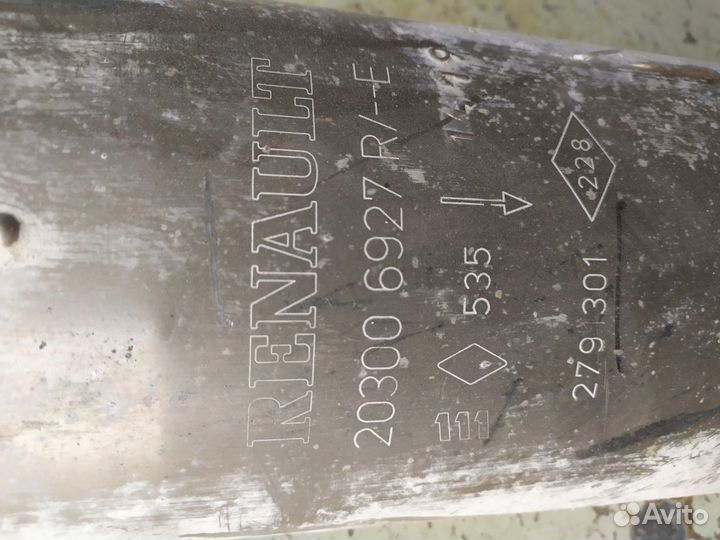 RENAULT
20300 6927 R/--E
111 535
279 301 228
Avito